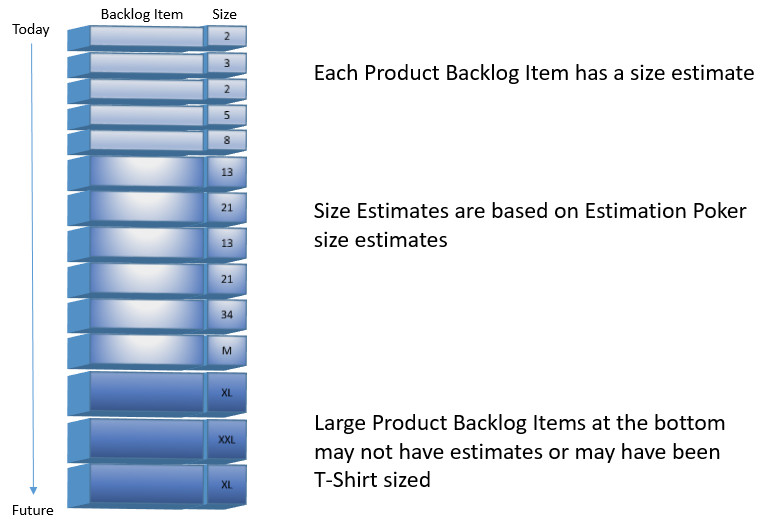 Backlog Item Size
Today
2
3
2
5
8
13
21
13
21
34
M
XL
XXL
XL
Future
Each Product Backlog Item has a size estimate
Size Estimates are based on Estimation Poker
size estimates
Large Product Backlog Items at the bottom
may not have estimates or may have been
T-Shirt sized